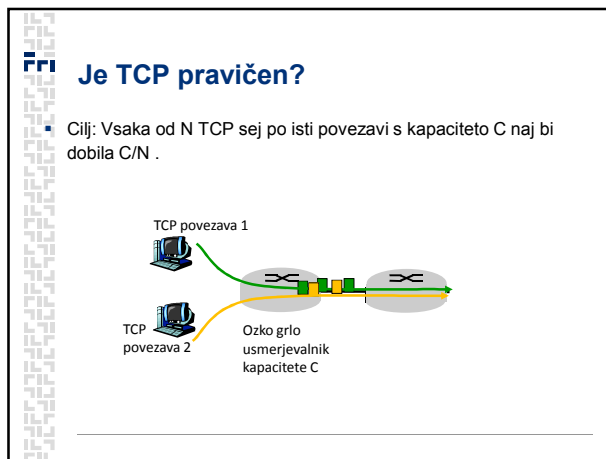 Fri
Je TCP pravičen?
Cilj: Vsaka od N TCP sej po isti povezavi s kapaciteto C naj bi
dobila C/N .
TCP povezava 1
TCP
povezava 2
Ozko grlo
usmerjevalnik
kapacitete C